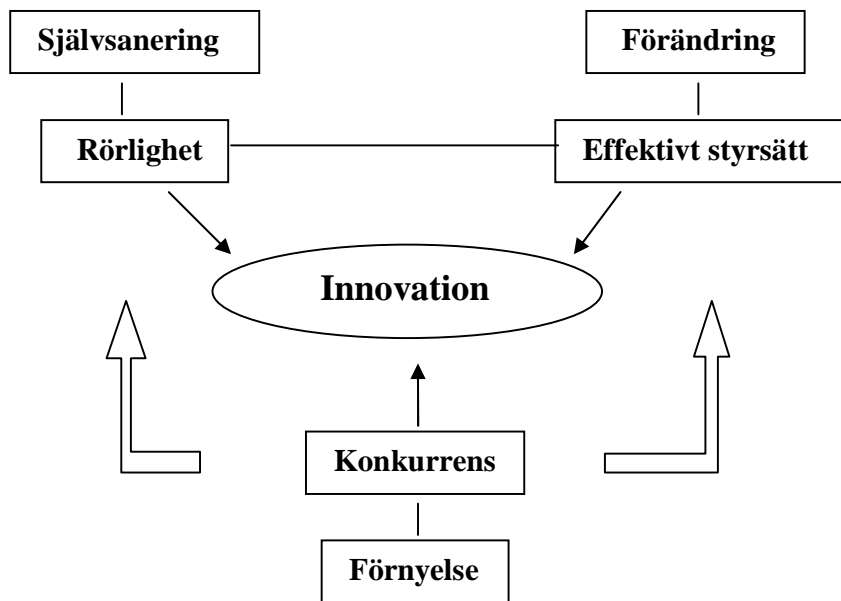 Självsanering
Förändring
Rörlighet
Effektivt styrsätt
Innovation
Konkurrens
Förnyelse